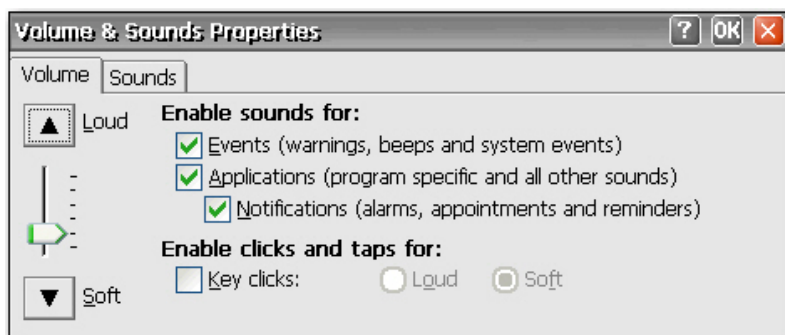 Volume & Sounds Properties ? OK X
Volume Sounds
Loud
Enable sounds for:
Events (warnings, beeps and system events)
Applications (program specific and all other sounds)
Notifications (alarms, appointments and reminders)
Enable clicks and taps for:
Key clicks: Loud Soft
Soft